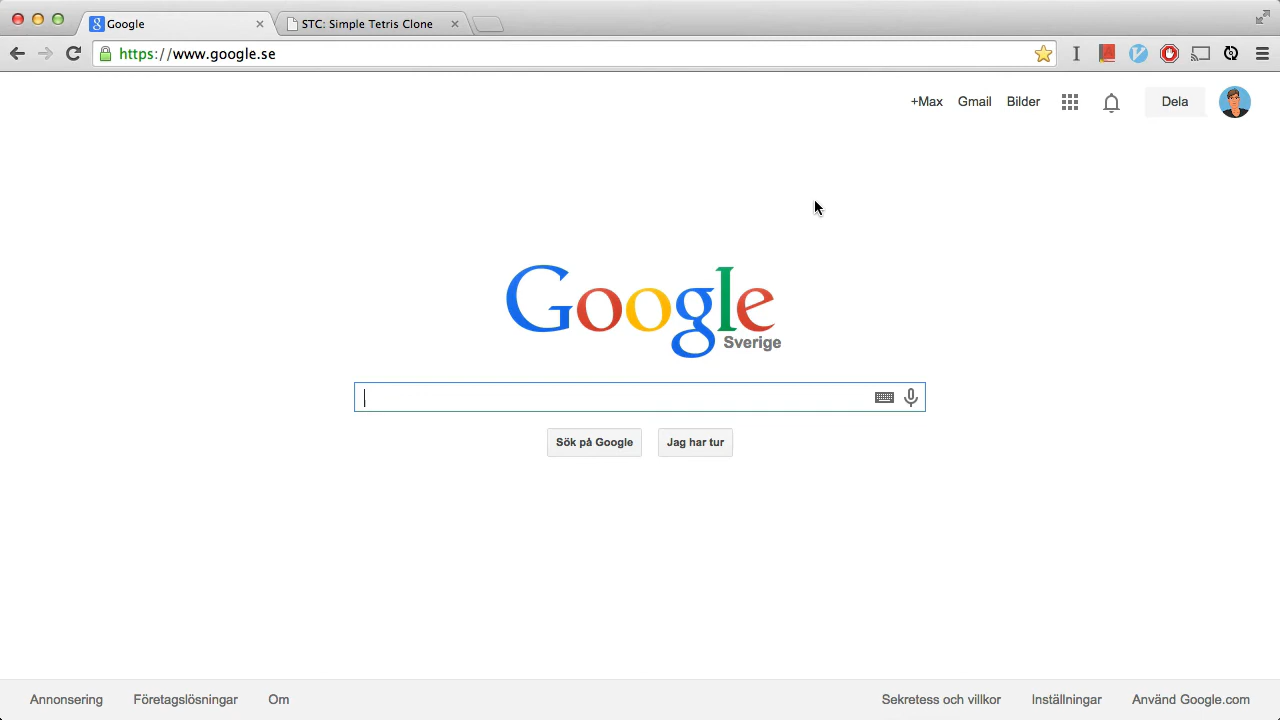 Google
STC: Simple Tetris Clone
https://www.google.se
+Max Gmail Bilder Dela
Google
Sverige
Sök på Google Jag har tur
Annonsering Företagslösningar Om Sekretess och villkor Inställningar Använd Google.com